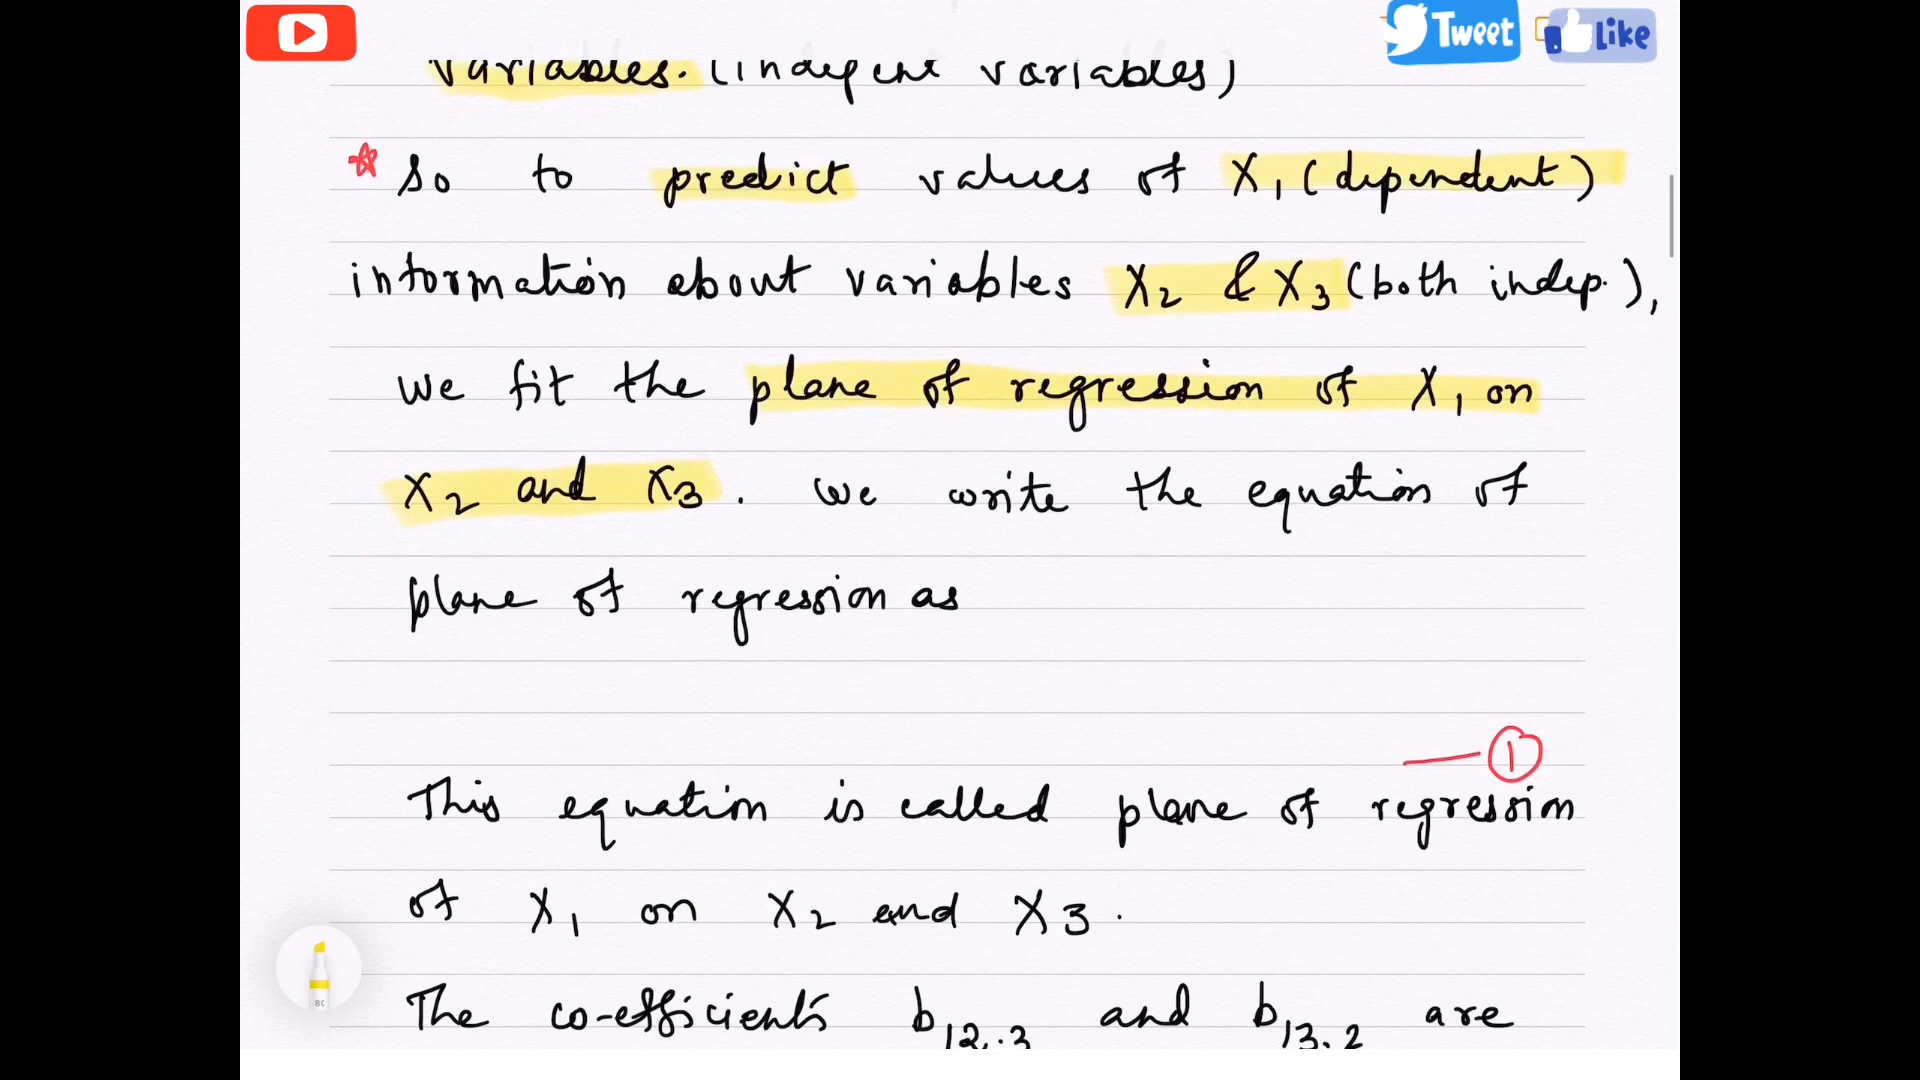 Tweet Like
variables. (indepent variables)
So to predict values of X1 (dependent)
information about variables X2 & X3 (both indep.),
we fit the plane of regression of X1 on
X2 and X3. We write the equation of
plane of regression as
1
This equation is called plane of regression
of X1 on X2 and X3.
The co-efficients b12.3 and b13.2 are